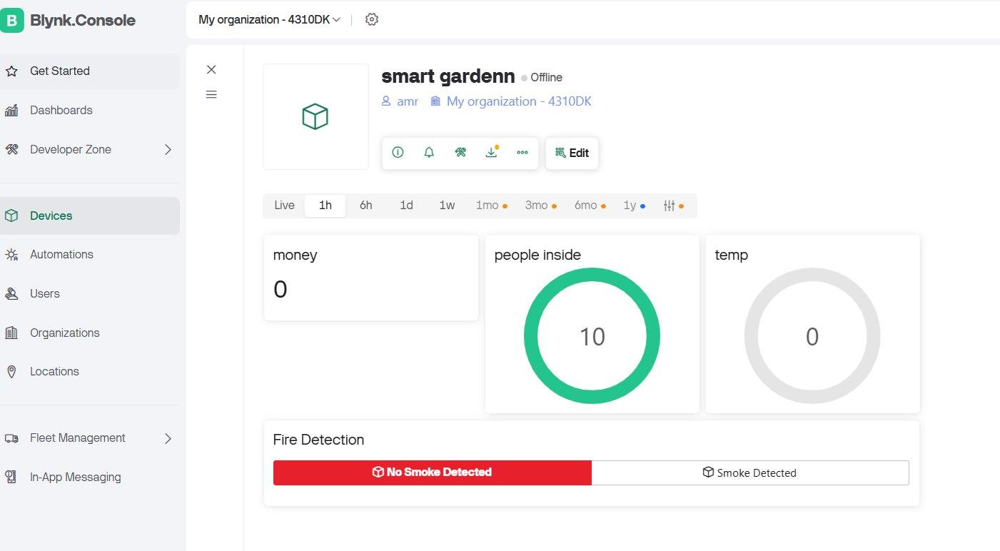 B Blynk.Console
My organization - 4310DK
Get Started
Dashboards
Developer Zone
Devices
Automations
Users
Organizations
Locations
Fleet Management
In-App Messaging
smart gardenn Offline
amr My organization - 4310DK
Edit
Live 1h 6h 1d 1w 1mo 3mo 6mo 1y
money
0
people inside
10
temp
0
Fire Detection
No Smoke Detected Smoke Detected